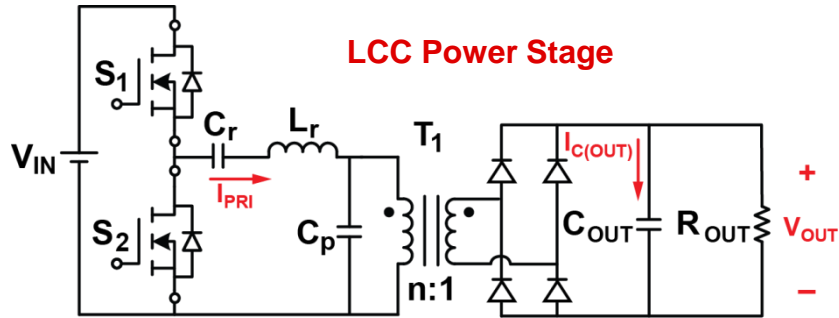 LCC Power Stage
S1
Cr
Lr
T1
IC(OUT)
+
VIN
IPRI
S2
Cp
COUT
ROUT
VOUT
n:1
−